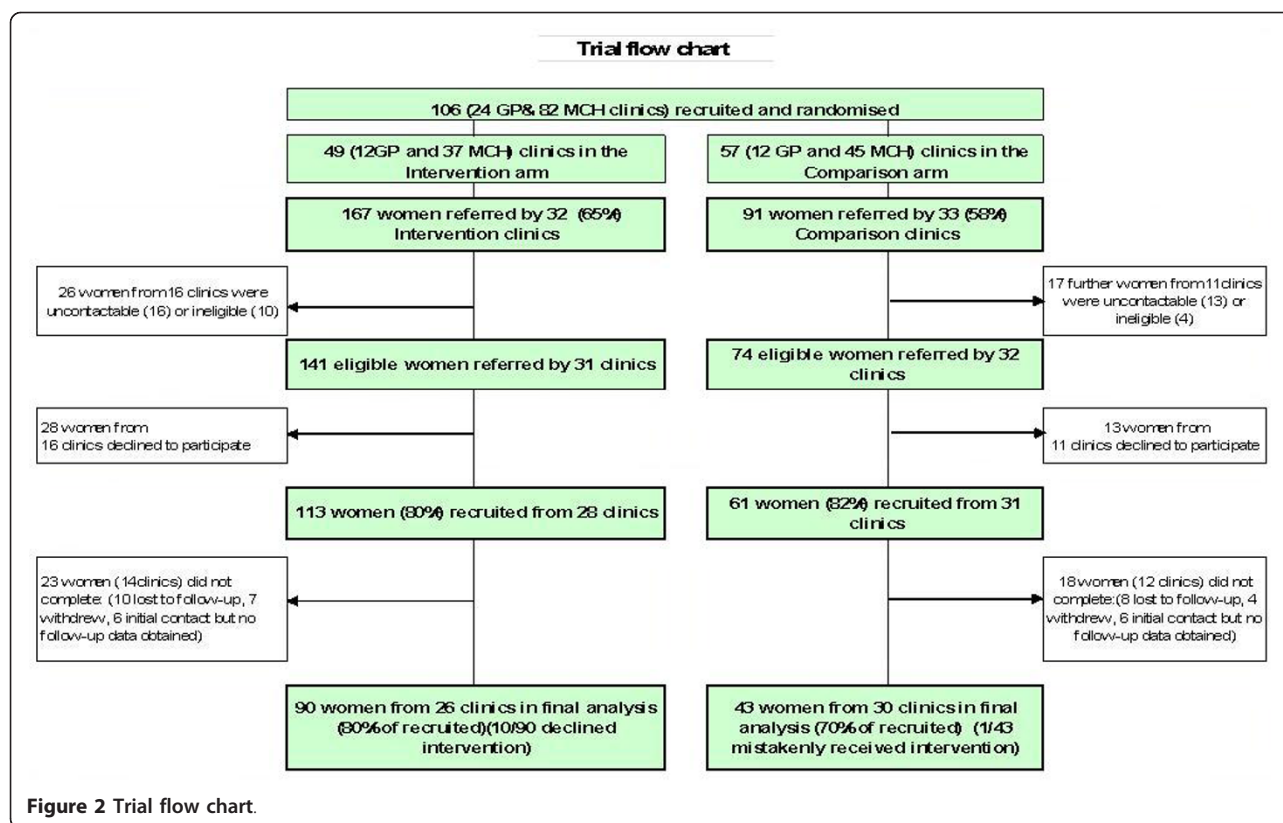 Trial flow chart
106 (24 GP& 82 MCH clinics) recruited and randomised
49 (12GP and 37 MCH) clinics in the
Intervention arm
57 (12 GP and 45 MCH) clinics in the
Comparison arm
167 women referred by 32 (65%)
Intervention clinics
91 women referred by 33 (58%)
Comparison clinics
26 women from 16 clinics were
uncontactable (16) or ineligible (10)
17 further women from 11 clinics
were uncontactable (13) or
ineligible (4)
141 eligible women referred by 31 clinics
74 eligible women referred by 32
clinics
28 women from
16 clinics declined to participate
13 women from
11 clinics declined to participate
113 women (80%) recruited from 28 clinics
61 women (82%) recruited from 31
clinics
23 women (14clinics) did not
complete: (10 lost to follow-up, 7
withdrew, 6 initial contact but no
follow-up data obtained)
18 women (12 clinics) did not
complete:(8 lost to follow-up, 4
withdrew, 6 initial contact but no
follow-up data obtained)
90 women from 26 clinics in final analysis
(80% of recruited)(10/90 declined
intervention)
43 women from 30 clinics in final
analysis (70% of recruited) (1/43
mistakenly received intervention)
Figure 2 Trial flow chart.